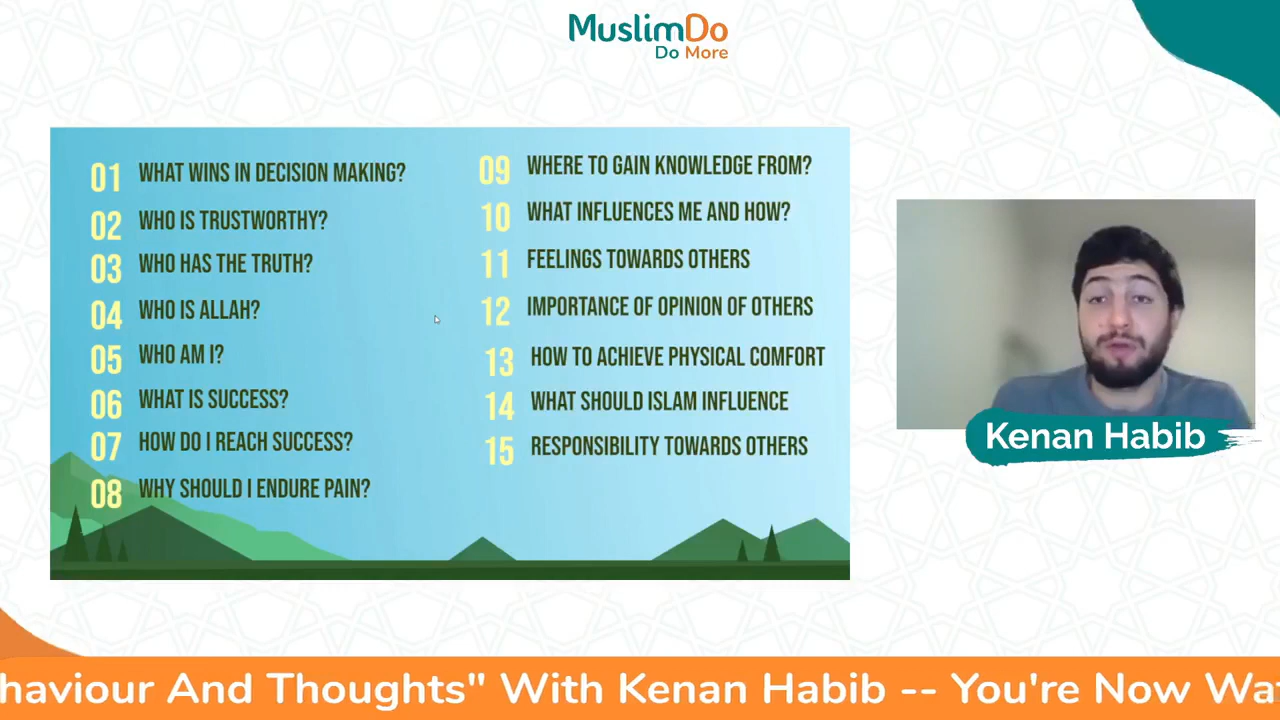 MuslimDo
Do More
01 WHAT WINS IN DECISION MAKING?
02 WHO IS TRUSTWORTHY?
03 WHO HAS THE TRUTH?
04 WHO IS ALLAH?
05 WHO AM I?
06 WHAT IS SUCCESS?
07 HOW DO I REACH SUCCESS?
08 WHY SHOULD I ENDURE PAIN?
09 WHERE TO GAIN KNOWLEDGE FROM?
10 WHAT INFLUENCES ME AND HOW?
11 FEELINGS TOWARDS OTHERS
12 IMPORTANCE OF OPINION OF OTHERS
13 HOW TO ACHIEVE PHYSICAL COMFORT
14 WHAT SHOULD ISLAM INFLUENCE
15 RESPONSIBILITY TOWARDS OTHERS
Kenan Habib
haviour And Thoughts" With Kenan Habib -- You're Now Wat